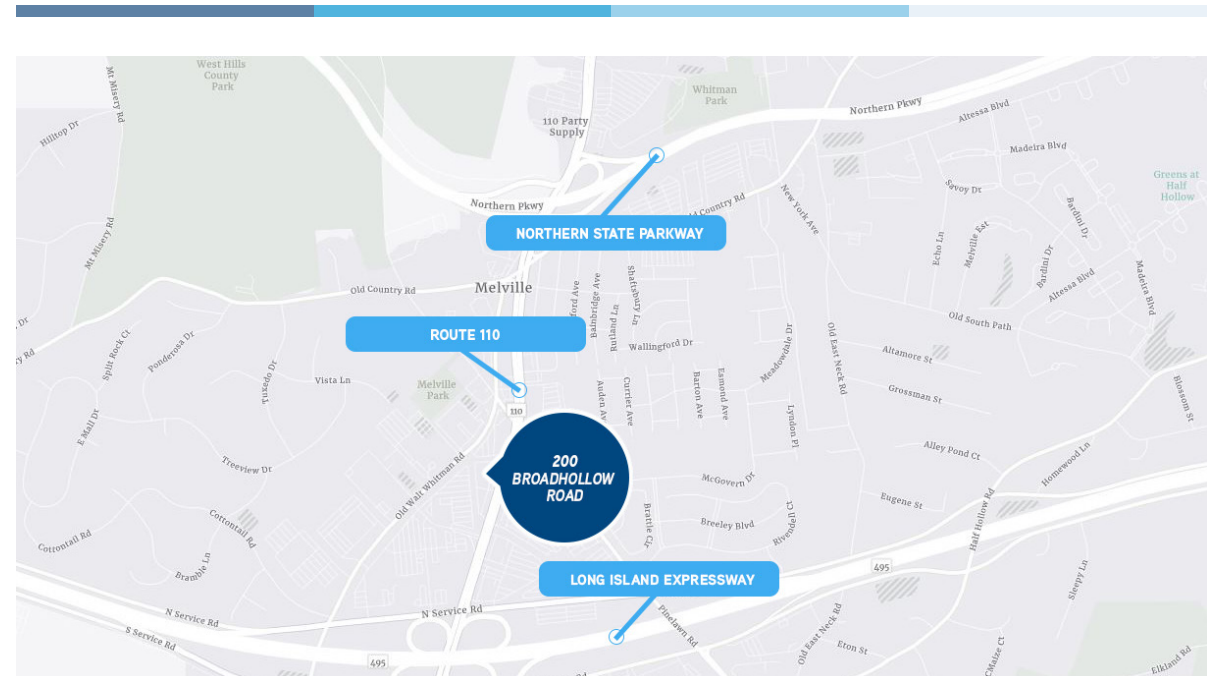 West Hills
County
Park
Mt Misery Rd
Hilltop Dr
110 Party
Supply
Whitman
Park
Northern Pkwy
Altessa Blvd
Madeira Blvd
Greens at
Half
Hollow
Savoy Dr
Bardini Dr
New York Ave
Northern Pkwy
Country Rd
NORTHERN STATE PARKWAY
Mt Misery Rd
Echo Ln
Melville Est
Bardini Dr
Altessa Blvd
Madeira Blvd
Old Country Rd
Melville
Bainbridge Ave
Rutland Ln
Shaftsbury Ln
Old South Path
ROUTE 110
Wallingford Dr
Meadowdale Dr
Old East Neck Rd
Altamore St
Split Rock Ct
Ponderosa Dr
Tuxedo Dr
Vista Ln
Melville
Park
110
Auden Av
Currier Ave
Barton Ave
Esmond Ave
Lyndon Pl
Grossman St
Blossom St
E Mall Dr
Treeview Dr
Old Walt Whitman Rd
200
BROADHOLLOW
ROAD
McGovern Dr
Alley Pond Ct
Homewood Ln
Eugene St
Half Hollow Rd
Cottontail Rd
Cottontail Rd
Bramble Ln
Brattle Cir
Breeley Blvd
Rivendell Ct
495
LONG ISLAND EXPRESSWAY
Sleepy Ln
N Service Rd
N Service Rd
S Service Rd
Pinelawn Rd
Old East Neck Rd
Eton St
495
Maize Ct
Elkland Rd